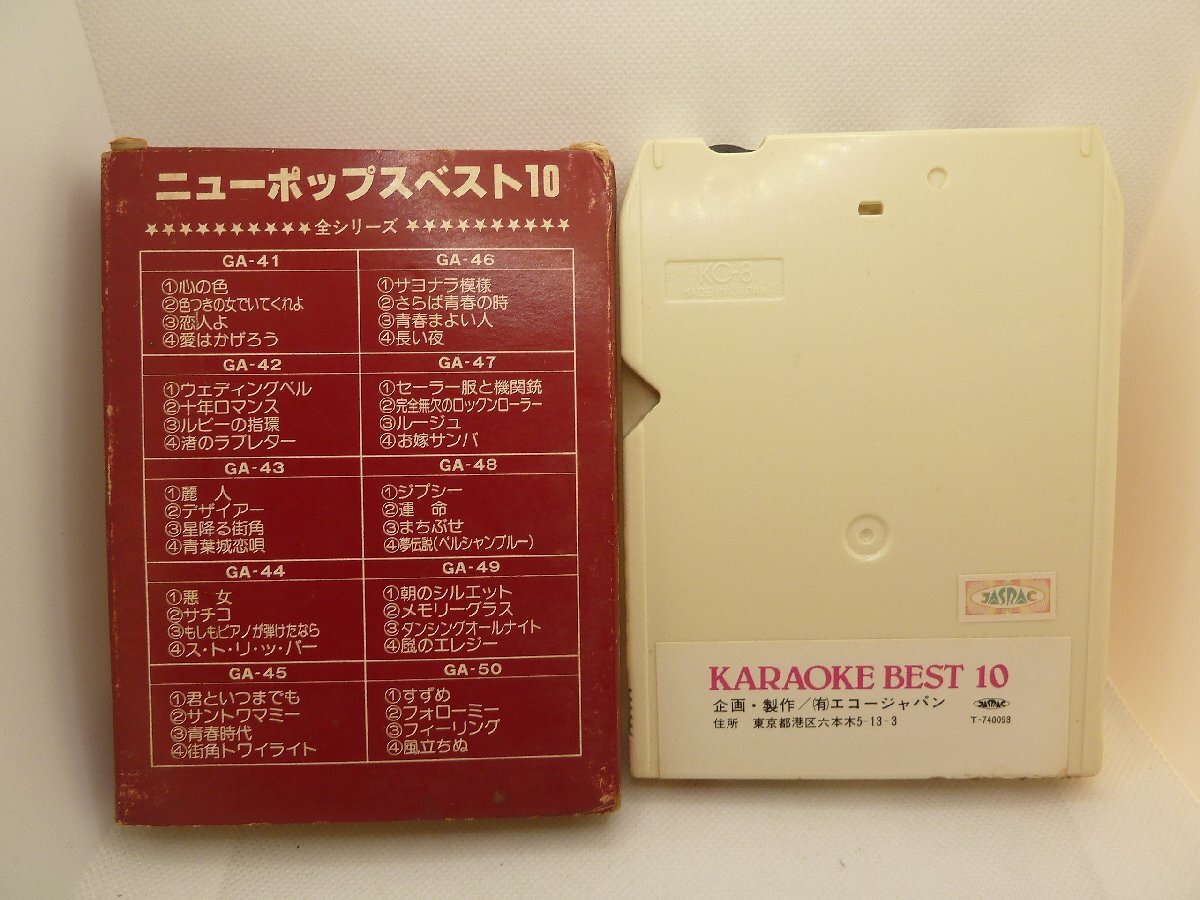 ニューポップスベスト10
★★★★★★★★★★全シリーズ★★★★★★★★★★
GA-41
①心の色
②色つきの女でいてくれよ
③恋人よ
④愛はかげろう
GA-42
①ウェディングベル
②十年ロマンス
③ルビーの指環
④渚のラブレター
GA-43
①麗 人
②デザイアー
③星降る街角
④青葉城恋唄
GA-44
①悪 女
②サチコ
③もしもピアノが弾けたなら
④ス・ト・リ・ッ・パー
GA-45
①君といつまでも
②サントワマミー
③青春時代
④街角トワイライト
GA-46
①サヨナラ模様
②さらば青春の時
③青春まよい人
④長い夜
GA-47
①セーラー服と機関銃
②完全無欠のロックンローラー
③ルージュ
④お嫁サンバ
GA-48
①ジプシー
②運 命
③まちぶせ
④夢伝説(ペルシャンブルー)
GA-49
①朝のシルエット
②メモリーグラス
③ダンシングオールナイト
④風のエレジー
GA-50
①すずめ
②フォローミー
③フィーリング
④風立ちぬ
KC-8
JASRAC
KARAOKE BEST 10
企画・製作/㈲エコージャパン
JASRAC
住所 東京都港区六本木5-13-3
T-740093